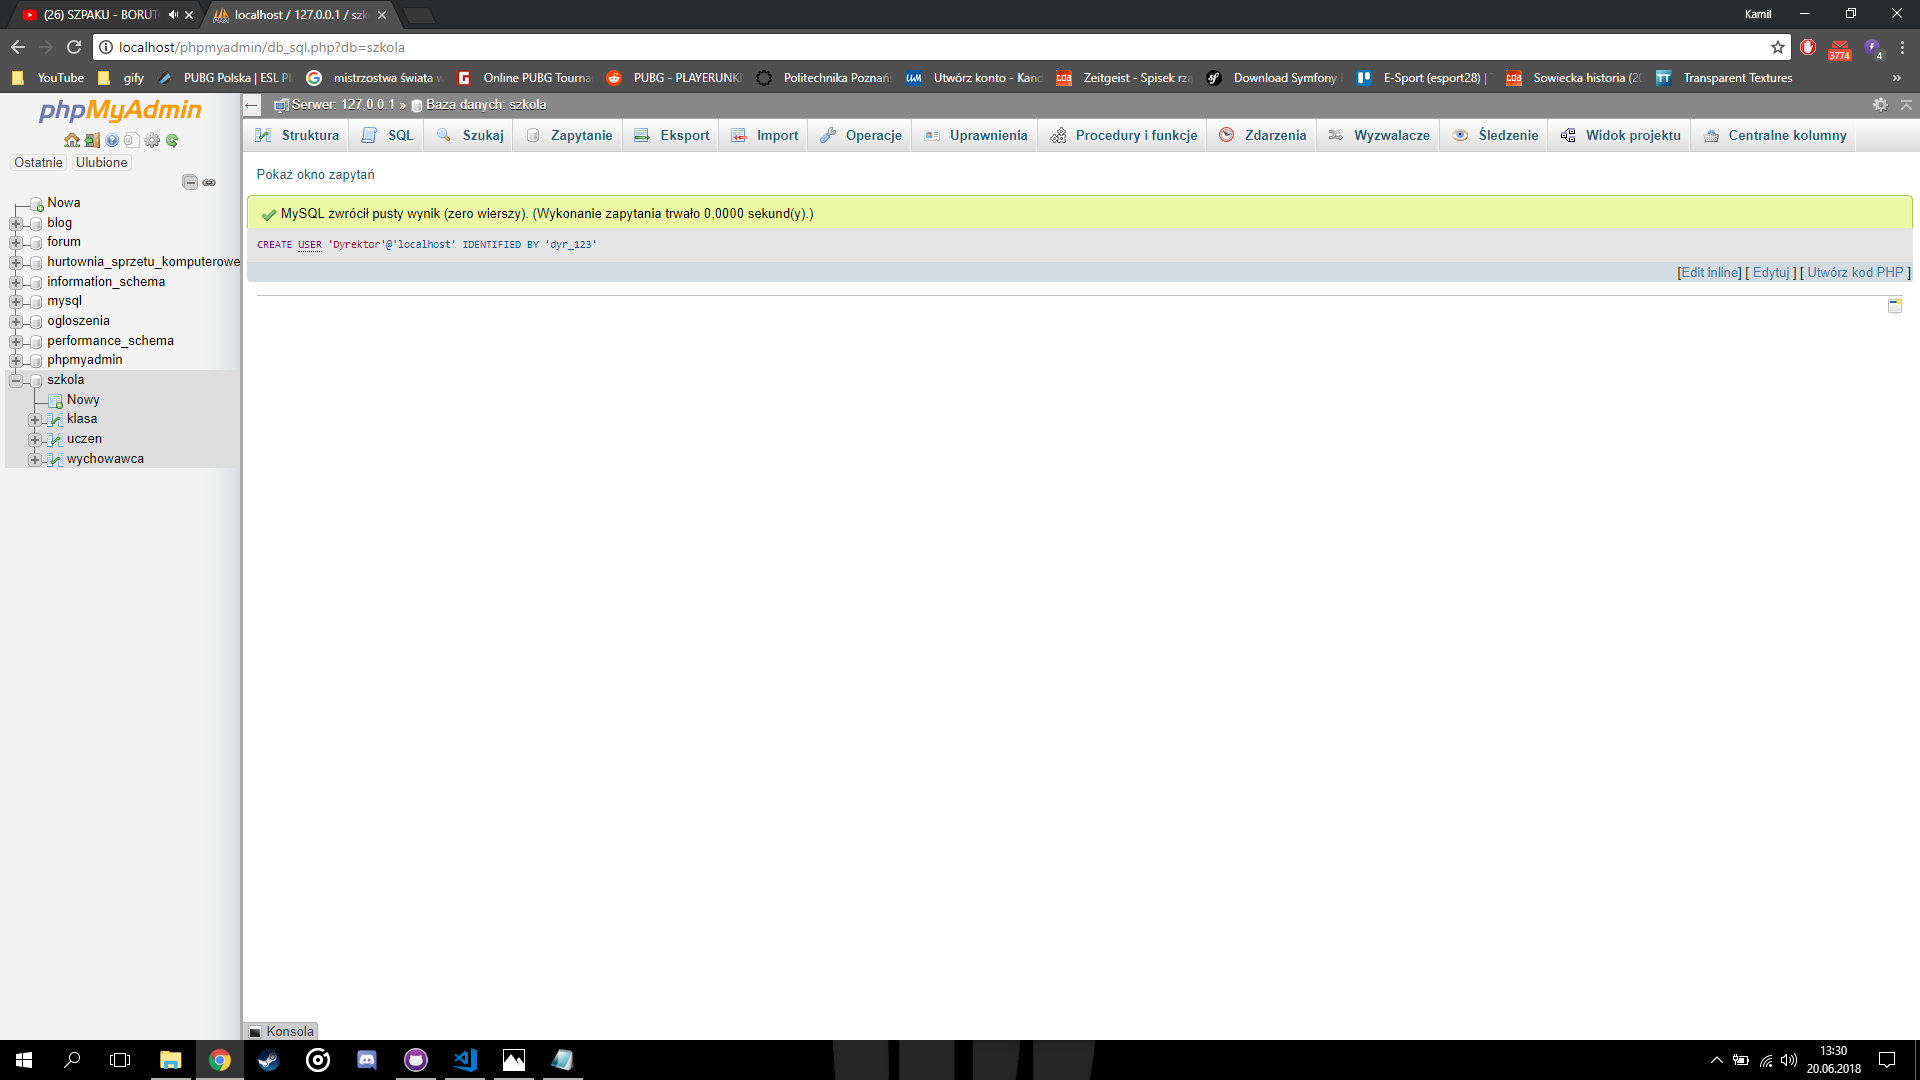 (26) SZPAKU - BORUT
localhost / 127.0.0.1 / szk
Kamil
localhost/phpmyadmin/db_sql.php?db=szkola
3774
4
YouTube
gify
PUBG Polska | ESL Pl
mistrzostwa świata w
Online PUBG Tourna
PUBG - PLAYERUNK
Politechnika Poznańs
Utwórz konto - Kand
Zeitgeist - Spisek rzą
Download Symfony
E-Sport (esport28) |
Sowiecka historia (20
Transparent Textures
»
phpMyAdmin
Serwer: 127.0.0.1 » Baza danych: szkola
Struktura
SQL
Szukaj
Zapytanie
Eksport
Import
Operacje
Uprawnienia
Procedury i funkcje
Zdarzenia
Wyzwalacze
Śledzenie
Widok projektu
Centralne kolumny
Ostatnie
Ulubione
Nowa
blog
forum
hurtownia_sprzetu_komputerowe
information_schema
mysql
ogloszenia
performance_schema
phpmyadmin
szkola
Nowy
klasa
uczen
wychowawca
Pokaż okno zapytań
MySQL zwrócił pusty wynik (zero wierszy). (Wykonanie zapytania trwało 0,0000 sekund(y).)
CREATE USER 'Dyrektor'@'localhost' IDENTIFIED BY 'dyr_123'
[Edit inline] [ Edytuj ] [ Utwórz kod PHP ]
Konsola
13:30
20.06.2018